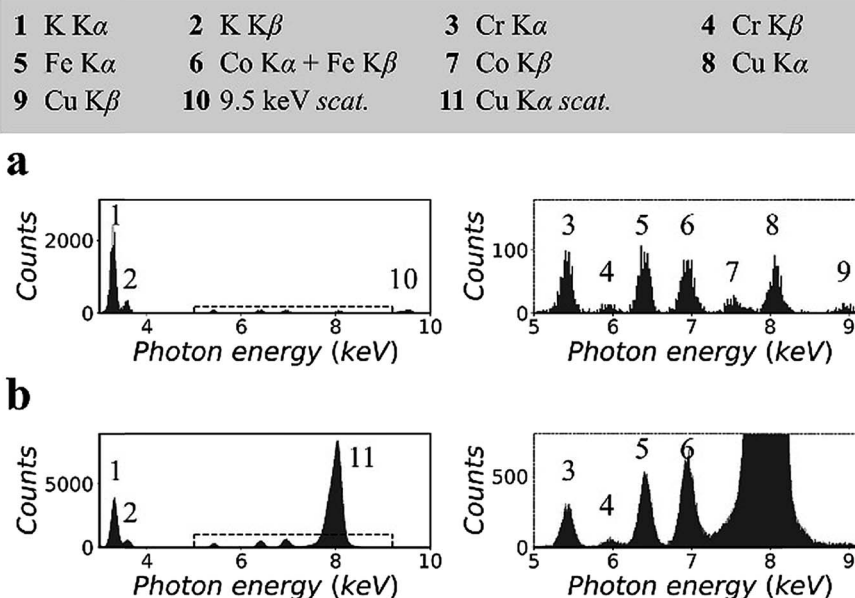 1 K Kα 2 K Kβ 3 Cr Kα 4 Cr Kβ
5 Fe Kα 6 Co Kα + Fe Kβ 7 Co Kβ 8 Cu Kα
9 Cu Kβ 10 9.5 keV scat. 11 Cu Kα scat.
a
Counts
2000
0
1
2
10
4 6 8 10
Photon energy (keV)
Counts
100
0
3 4 5 6 7 8 9
5 6 7 8 9
Photon energy (keV)
b
Counts
5000
0
1
2
11
4 6 8 10
Photon energy (keV)
Counts
500
0
3 4 5 6
5 6 7 8 9
Photon energy (keV)